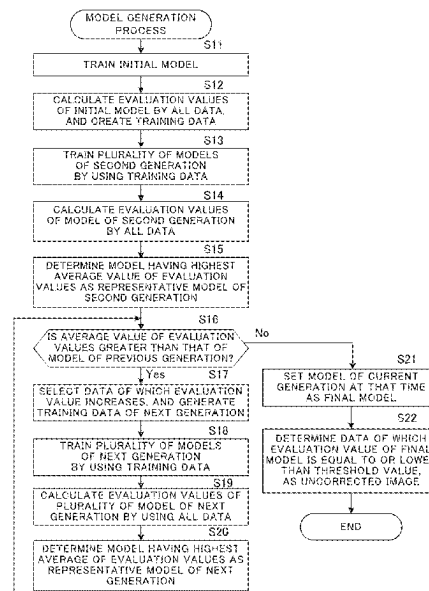 MODEL GENERATION
PROCESS
S11
TRAIN INITIAL MODEL
S12
CALCULATE EVALUATION VALUES
OF INITIAL MODEL BY ALL DATA,
AND CREATE TRAINING DATA
S13
TRAIN PLURALITY OF MODELS
OF SECOND GENERATION
BY USING TRAINING DATA
S14
CALCULATE EVALUATION VALUES
OF MODEL OF SECOND GENERATION
BY ALL DATA
S15
DETERMINE MODEL HAVING HIGHEST
AVERAGE VALUE OF EVALUATION
VALUES AS REPRESENTATIVE MODEL OF
SECOND GENERATION
S16
IS AVERAGE VALUE OF EVALUATION
VALUES GREATER THAN THAT OF
MODEL OF PREVIOUS GENERATION?
No
Yes
S17
SELECT DATA OF WHICH EVALUATION
VALUE INCREASES, AND GENERATE
TRAINING DATA OF NEXT GENERATION
S18
TRAIN PLURALITY OF MODELS
OF NEXT GENERATION
BY USING TRAINING DATA
S19
CALCULATE EVALUATION VALUES OF
PLURALITY OF MODEL OF NEXT
GENERATION BY USING ALL DATA
S20
DETERMINE MODEL HAVING HIGHEST
AVERAGE OF EVALUATION VALUES AS
REPRESENTATIVE MODEL OF NEXT
GENERATION
S21
SET MODEL OF CURRENT
GENERATION AT THAT TIME
AS FINAL MODEL
S22
DETERMINE DATA OF WHICH
EVALUATION VALUE OF FINAL
MODEL IS EQUAL TO OR LOWER
THAN THRESHOLD VALUE,
AS UNCORRECTED IMAGE
END